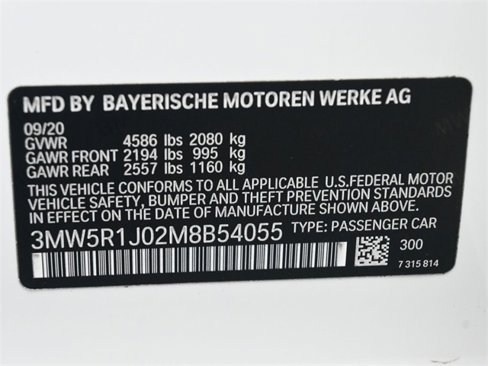 MFD BY BAYERISCHE MOTOREN WERKE AG
09/20
GVWR 4586 lbs 2080 kg
GAWR FRONT 2194 lbs 995 kg
GAWR REAR 2557 lbs 1160 kg
THIS VEHICLE CONFORMS TO ALL APPLICABLE U.S.FEDERAL MOTOR
VEHICLE SAFETY, BUMPER AND THEFT PREVENTION STANDARDS
IN EFFECT ON THE DATE OF MANUFACTURE SHOWN ABOVE.
3MW5R1J02M8B54055 TYPE: PASSENGER CAR
300
7 315 814